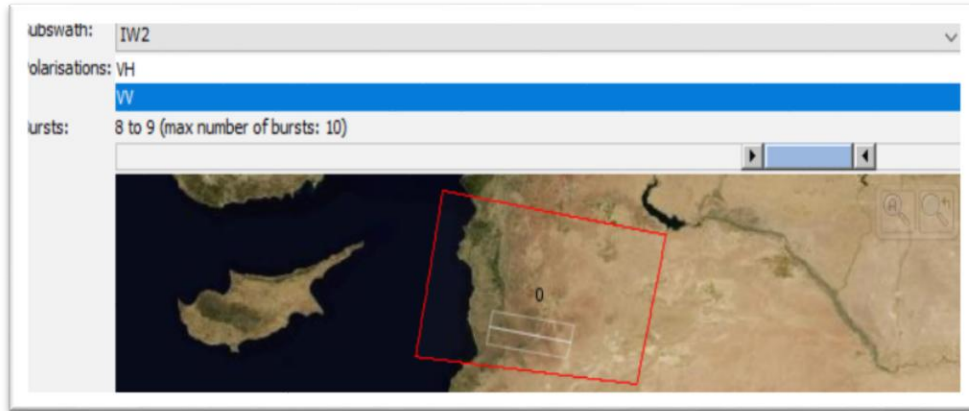 ubswath: IW2
olarisations: VH
VV
ursts: 8 to 9 (max number of bursts: 10)
0